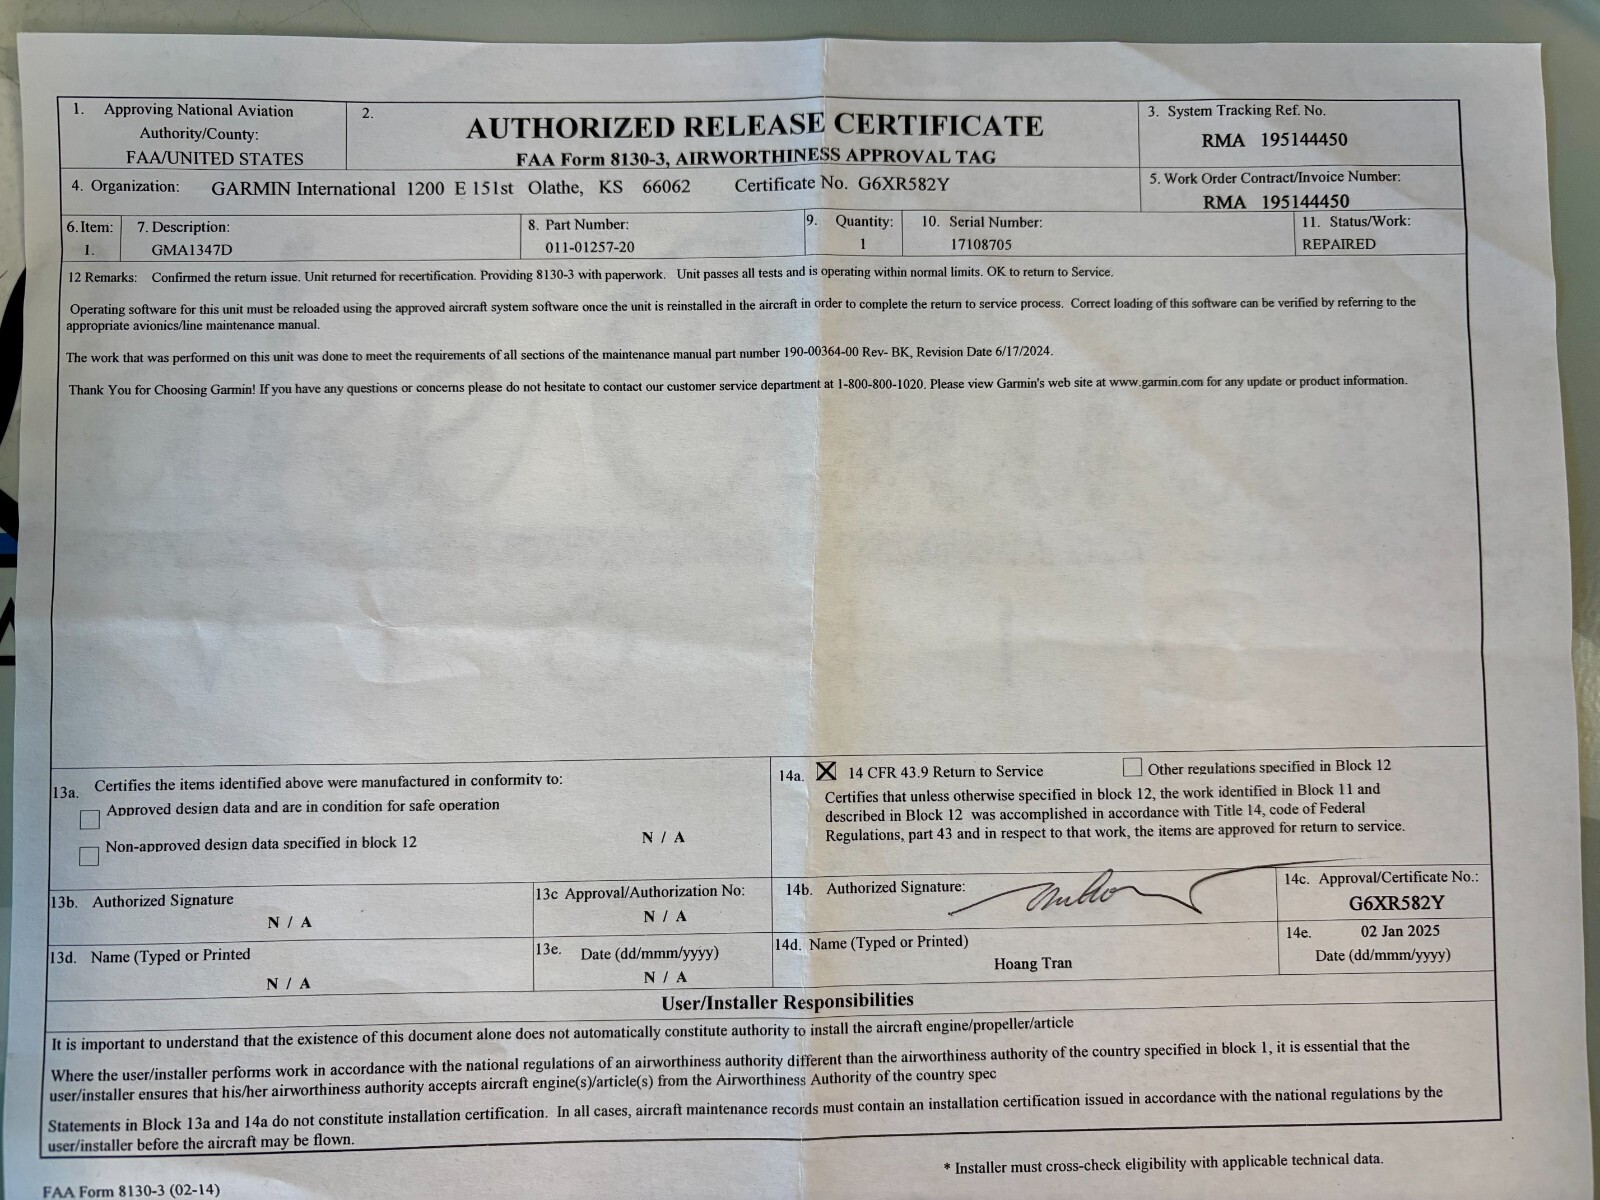 1. Approving National Aviation
Authority/County:
FAA/UNITED STATES
2.
AUTHORIZED RELEASE CERTIFICATE
FAA Form 8130-3, AIRWORTHINESS APPROVAL TAG
3. System Tracking Ref. No.
RMA 195144450
4. Organization: GARMIN International 1200 E 151st Olathe, KS 66062 Certificate No. G6XR582Y
5. Work Order Contract/Invoice Number:
RMA 195144450
6. Item:
1.
7. Description:
GMA1347D
8. Part Number:
011-01257-20
9. Quantity:
1
10. Serial Number:
17108705
11. Status/Work:
REPAIRED
12 Remarks: Confirmed the return issue. Unit returned for recertification. Providing 8130-3 with paperwork. Unit passes all tests and is operating within normal limits. OK to return to Service.
Operating software for this unit must be reloaded using the approved aircraft system software once the unit is reinstalled in the aircraft in order to complete the return to service process. Correct loading of this software can be verified by referring to the
appropriate avionics/line maintenance manual.
The work that was performed on this unit was done to meet the requirements of all sections of the maintenance manual part number 190-00364-00 Rev- BK, Revision Date 6/17/2024.
Thank You for Choosing Garmin! If you have any questions or concerns please do not hesitate to contact our customer service department at 1-800-800-1020. Please view Garmin's web site at www.garmin.com for any update or product information.
13a. Certifies the items identified above were manufactured in conformity to:
Approved design data and are in condition for safe operation
Non-approved design data specified in block 12
N / A
14a. 14 CFR 43.9 Return to Service
Other regulations specified in Block 12
Certifies that unless otherwise specified in block 12, the work identified in Block 11 and
described in Block 12 was accomplished in accordance with Title 14, code of Federal
Regulations, part 43 and in respect to that work, the items are approved for return to service.
13b. Authorized Signature
N / A
13c Approval/Authorization No:
N / A
14b. Authorized Signature:
14c. Approval/Certificate No.:
G6XR582Y
13d. Name (Typed or Printed
N / A
13e. Date (dd/mmm/yyyy)
N / A
14d. Name (Typed or Printed)
Hoang Tran
14e. 02 Jan 2025
Date (dd/mmm/yyyy)
User/Installer Responsibilities
It is important to understand that the existence of this document alone does not automatically constitute authority to install the aircraft engine/propeller/article
Where the user/installer performs work in accordance with the national regulations of an airworthiness authority different than the airworthiness authority of the country specified in block 1, it is essential that the
user/installer ensures that his/her airworthiness authority accepts aircraft engine(s)/article(s) from the Airworthiness Authority of the country spec
Statements in Block 13a and 14a do not constitute installation certification. In all cases, aircraft maintenance records must contain an installation certification issued in accordance with the national regulations by the
user/installer before the aircraft may be flown.
* Installer must cross-check eligibility with applicable technical data.
FAA Form 8130-3 (02-14)